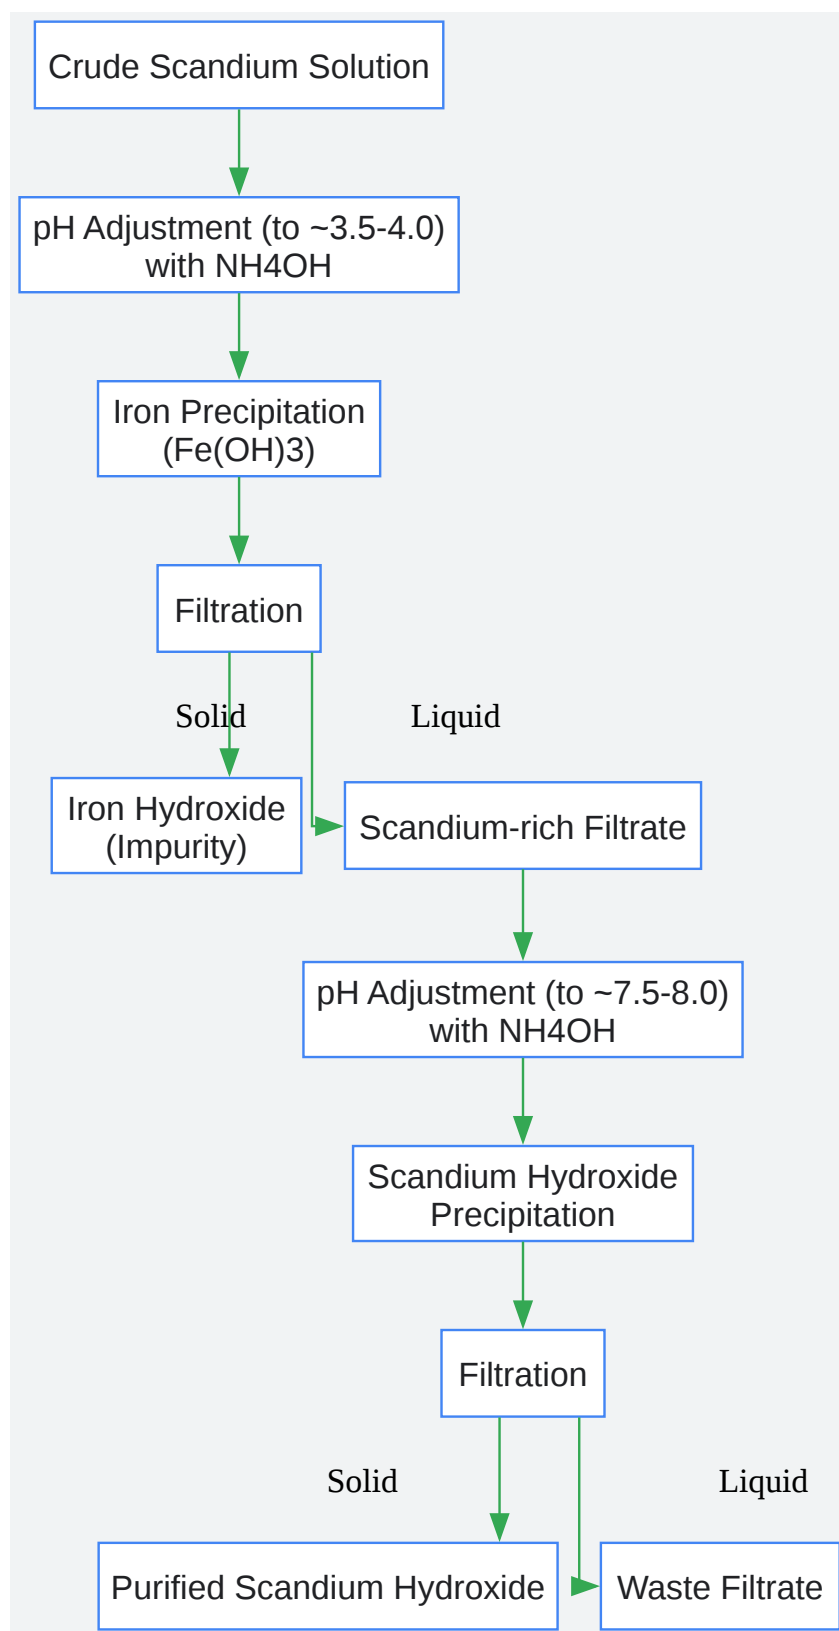 Crude Scandium Solution
pH Adjustment (to ~3.5-4.0)
with NH4OH
Iron Precipitation
(Fe(OH)3)
Filtration
Solid
Liquid
Iron Hydroxide
(Impurity)
Scandium-rich Filtrate
pH Adjustment (to ~7.5-8.0)
with NH4OH
Scandium Hydroxide
Precipitation
Filtration
Solid
Liquid
Purified Scandium Hydroxide
Waste Filtrate